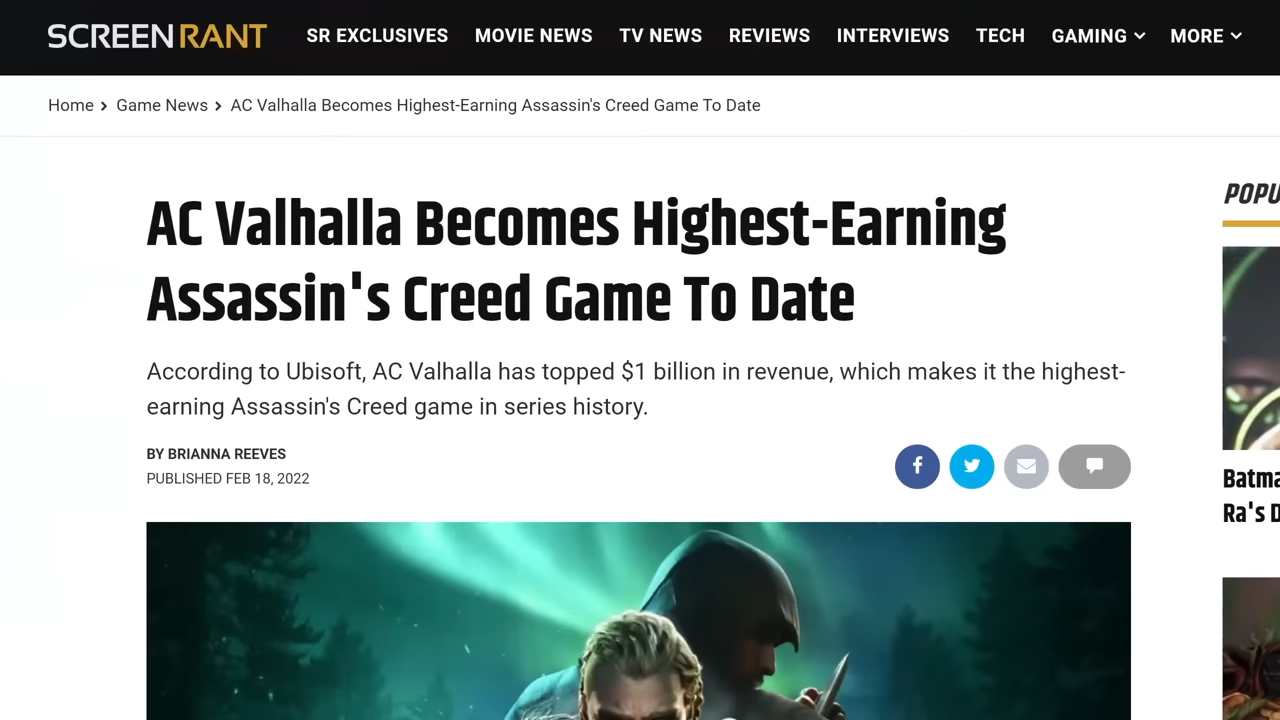 SCREENRANT SR EXCLUSIVES MOVIE NEWS TV NEWS REVIEWS INTERVIEWS TECH GAMING MORE
Home > Game News > AC Valhalla Becomes Highest-Earning Assassin's Creed Game To Date
AC Valhalla Becomes Highest-Earning
Assassin's Creed Game To Date
According to Ubisoft, AC Valhalla has topped $1 billion in revenue, which makes it the highest-
earning Assassin's Creed game in series history.
BY BRIANNA REEVES
PUBLISHED FEB 18, 2022
POPU
Batma
Ra's D